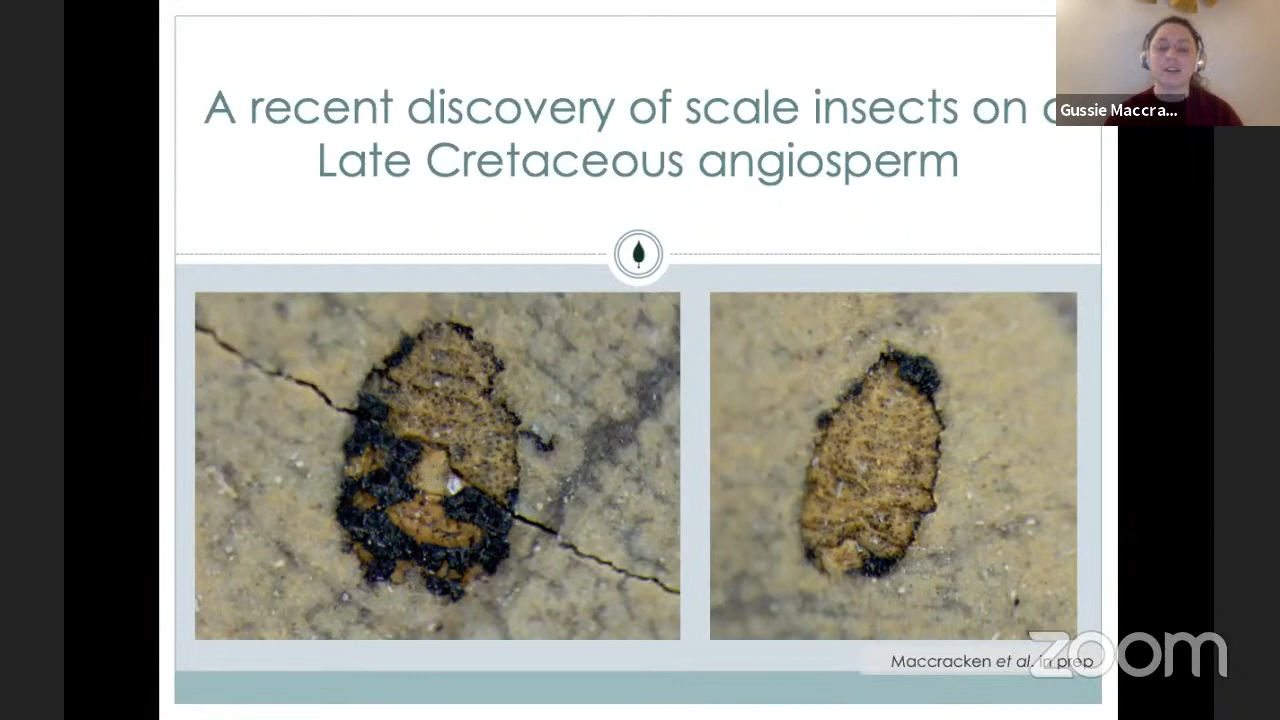 A recent discovery of scale insects on
Late Cretaceous angiosperm
Gussie Maccra...
Maccracken et al. in prep
zoom